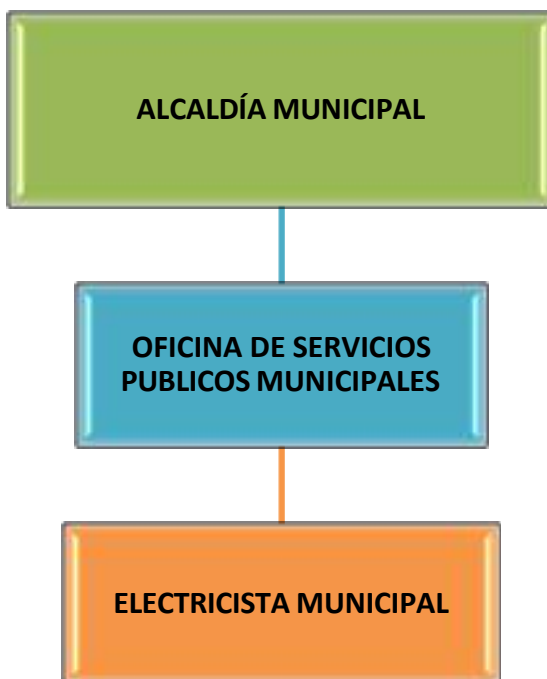 ALCALDÍA MUNICIPAL
OFICINA DE SERVICIOS
PUBLICOS MUNICIPALES
ELECTRICISTA MUNICIPAL